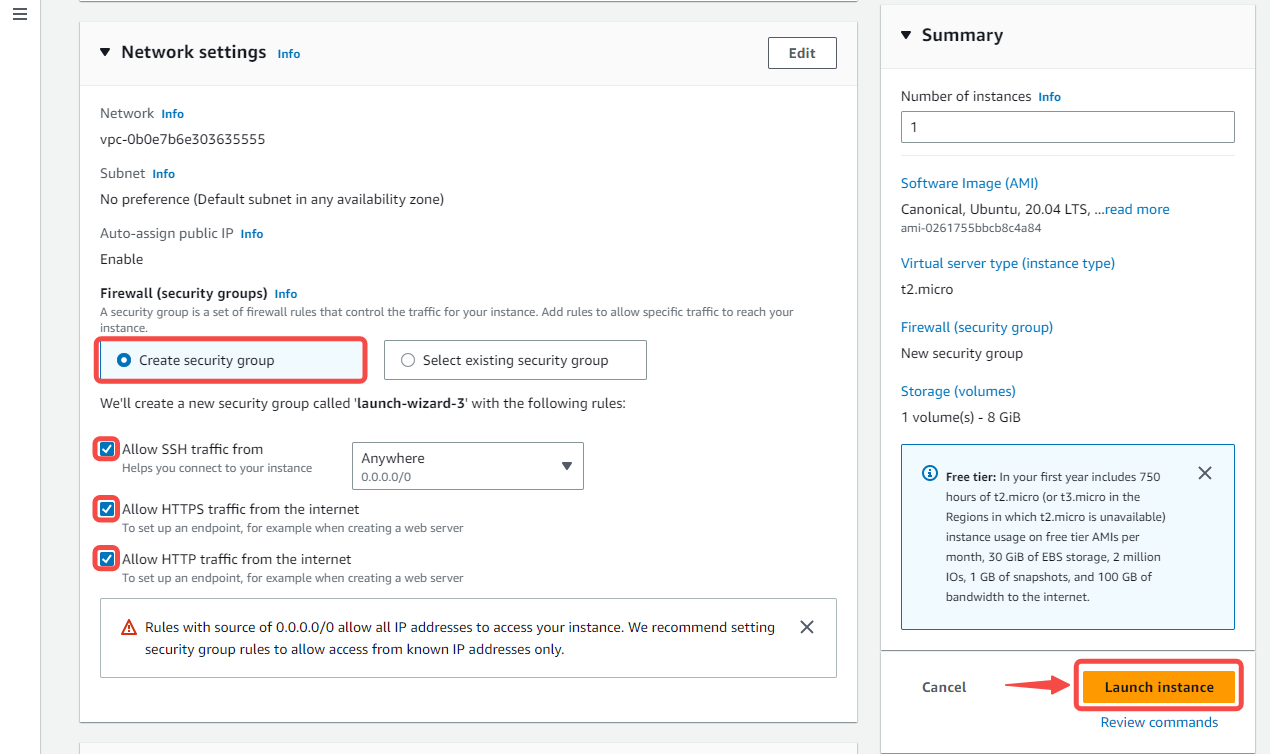 Network settings Info
Edit
Network Info
vpc-0b0e7b6e303635555
Subnet Info
No preference (Default subnet in any availability zone)
Auto-assign public IP Info
Enable
Firewall (security groups) Info
A security group is a set of firewall rules that control the traffic for your instance. Add rules to allow specific traffic to reach your
instance.
Create security group
Select existing security group
We'll create a new security group called 'launch-wizard-3' with the following rules:
Allow SSH traffic from
Helps you connect to your instance
Anywhere
0.0.0.0/0
Allow HTTPS traffic from the internet
To set up an endpoint, for example when creating a web server
Allow HTTP traffic from the internet
To set up an endpoint, for example when creating a web server
Rules with source of 0.0.0.0/0 allow all IP addresses to access your instance. We recommend setting
security group rules to allow access from known IP addresses only.
Summary
Number of instances Info
1
Software Image (AMI)
Canonical, Ubuntu, 20.04 LTS, ...read more
ami-0261755bbcb8c4a84
Virtual server type (instance type)
t2.micro
Firewall (security group)
New security group
Storage (volumes)
1 volume(s) - 8 GiB
Free tier: In your first year includes 750
hours of t2.micro (or t3.micro in the
Regions in which t2.micro is unavailable)
instance usage on free tier AMIs per
month, 30 GiB of EBS storage, 2 million
IOs, 1 GB of snapshots, and 100 GB of
bandwidth to the internet.
Cancel
Launch instance
Review commands